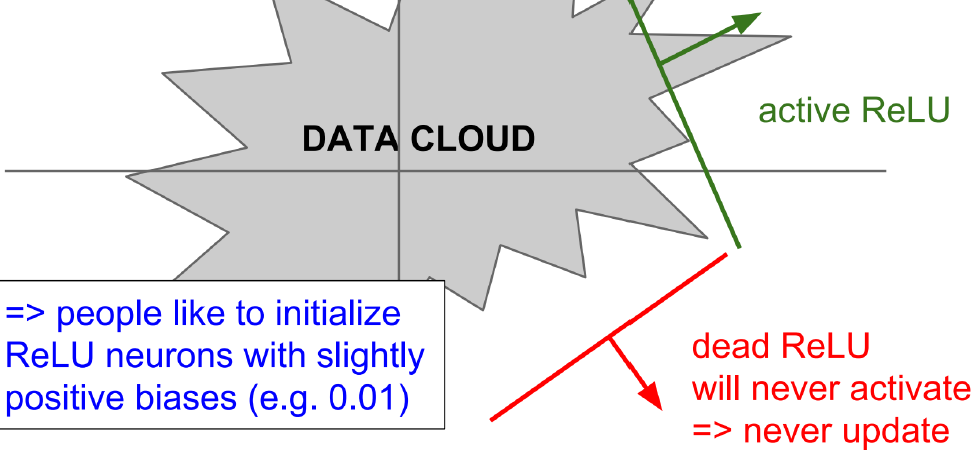 DATA CLOUD
active ReLU
=> people like to initialize
ReLU neurons with slightly
positive biases (e.g. 0.01)
dead ReLU
will never activate
=> never update